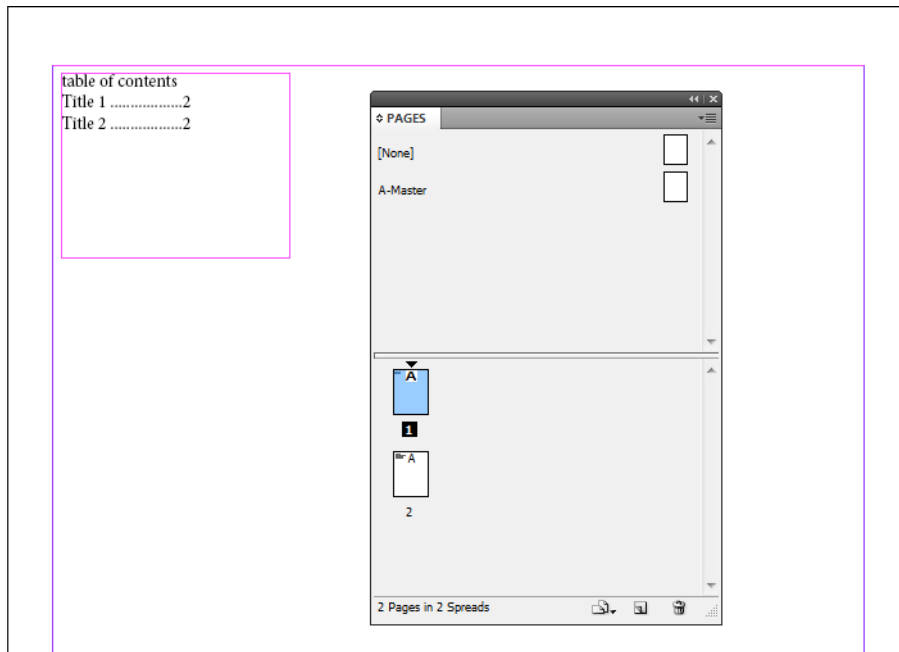 table of contents
Title 1 ..................2
Title 2 ..................2
PAGES
[None]
A-Master
A
1
A
2
2 Pages in 2 Spreads